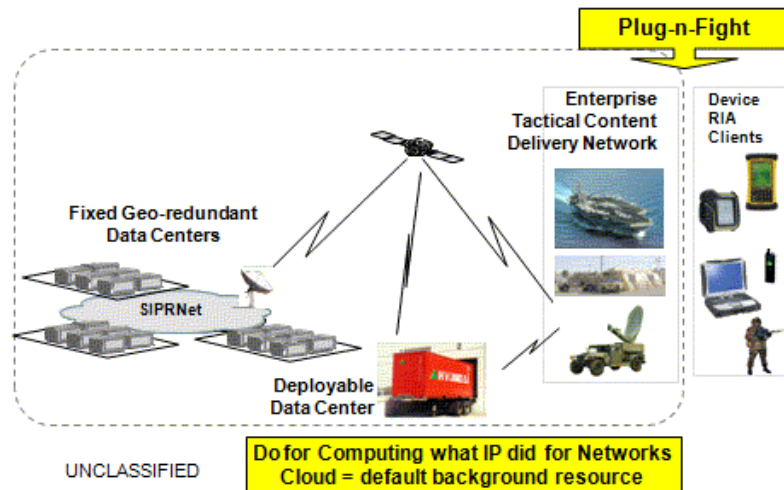 Plug-n-Fight
Enterprise
Tactical Content
Delivery Network
Device
RIA
Clients
Fixed Geo-redundant
Data Centers
SIPRNet
Deployable
Data Center
UNCLASSIFIED
Do for Computing what IP did for Networks
Cloud = default background resource